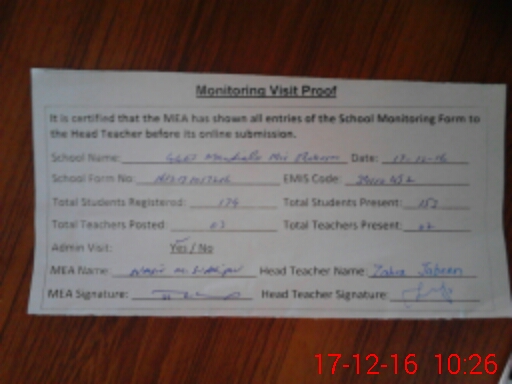 Monitoring Visit Proof
It is certified that the MEA has shown all entries of the School Monitoring Form to
the Head Teacher before its online submission.
School Name: Date: 17-12-16
School Form No: EMIS Code:
Total Students Registered: 174 Total Students Present: 153
Total Teachers Posted: 03 Total Teachers Present: 02
Admin Visit: Yes / No
MEA Name: Head Teacher Name: Zahra Jabeen
MEA Signature: Head Teacher Signature:
17-12-16 10:26